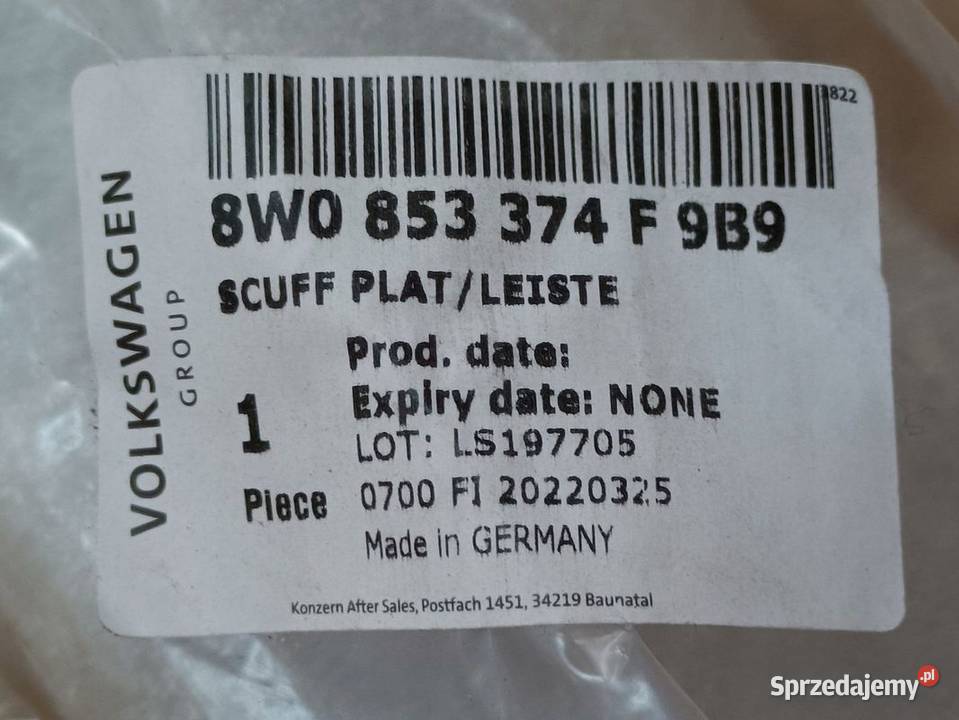 822
8W0 853 374 F 9B9
SCUFF PLAT/LEISTE
Prod. date:
Expiry date: NONE
LOT: LS197705
1
Piece
0700 FI 20220325
Made in GERMANY
Konzern After Sales, Postfach 1451, 34219 Baunatal
VOLKSWAGEN
GROUP
Sprzedajemy.pl